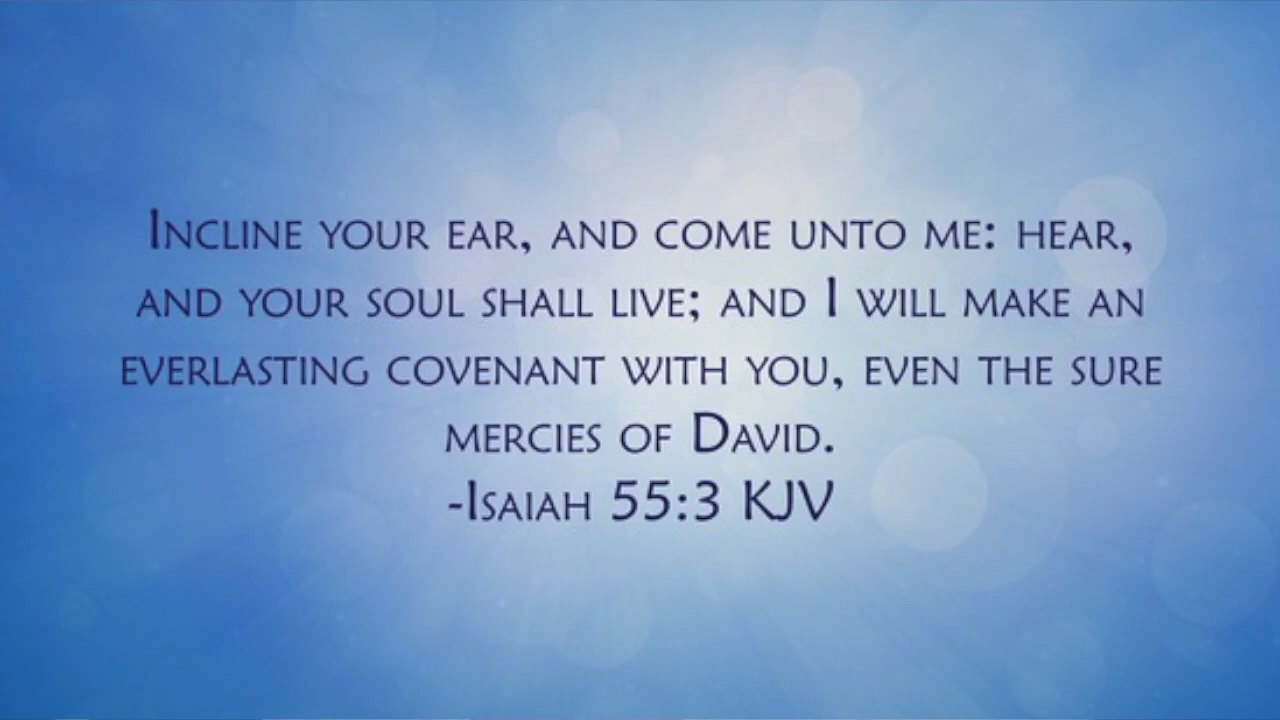 Incline your ear, and come unto me: hear,
and your soul shall live; and I will make an
everlasting covenant with you, even the sure
mercies of David.
-Isaiah 55:3 KJV